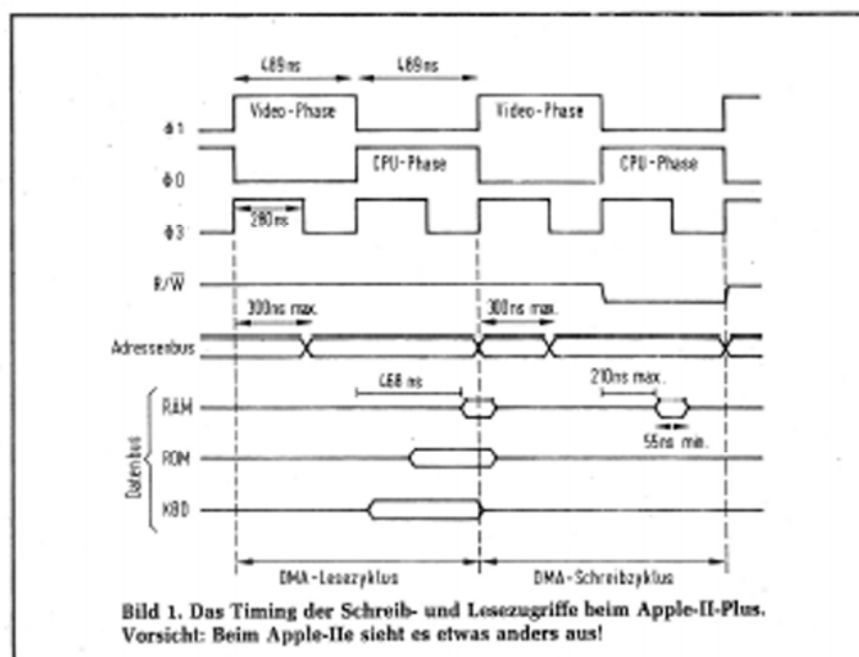 489ns 489ns
Video-Phase Video-Phase
Φ1
CPU-Phase CPU-Phase
Φ0
280ns
Φ3
R/W̅
300ns max. 300ns max.
Adressenbus
468 ns 210ns max.
RAM
55ns min.
Datenbus
ROM
KBD
DMA-Lesezyklus DMA-Schreibzyklus
Bild 1. Das Timing der Schreib- und Lesezugriffe beim Apple-II-Plus.
Vorsicht: Beim Apple-IIe sieht es etwas anders aus!